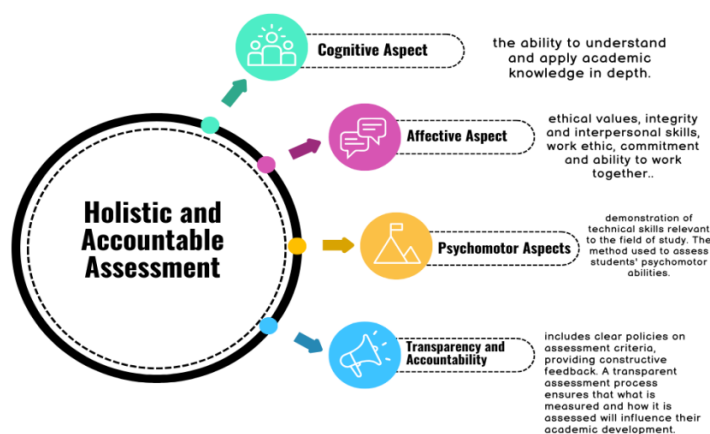 Cognitive Aspect
the ability to understand
and apply academic
knowledge in depth.
Affective Aspect
ethical values, integrity
and interpersonal skills,
work ethic, commitment
and ability to work
together..
Holistic and
Accountable
Assessment
Psychomotor Aspects
demonstration of
technical skills relevant
to the field of study. The
method used to assess
students' psychomotor
abilities.
Transparency and
Accountability
includes clear policies on
assessment criteria,
providing constructive
feedback. A transparent
assessment process
ensures that what is
measured and how it is
assessed will influence their
academic development.